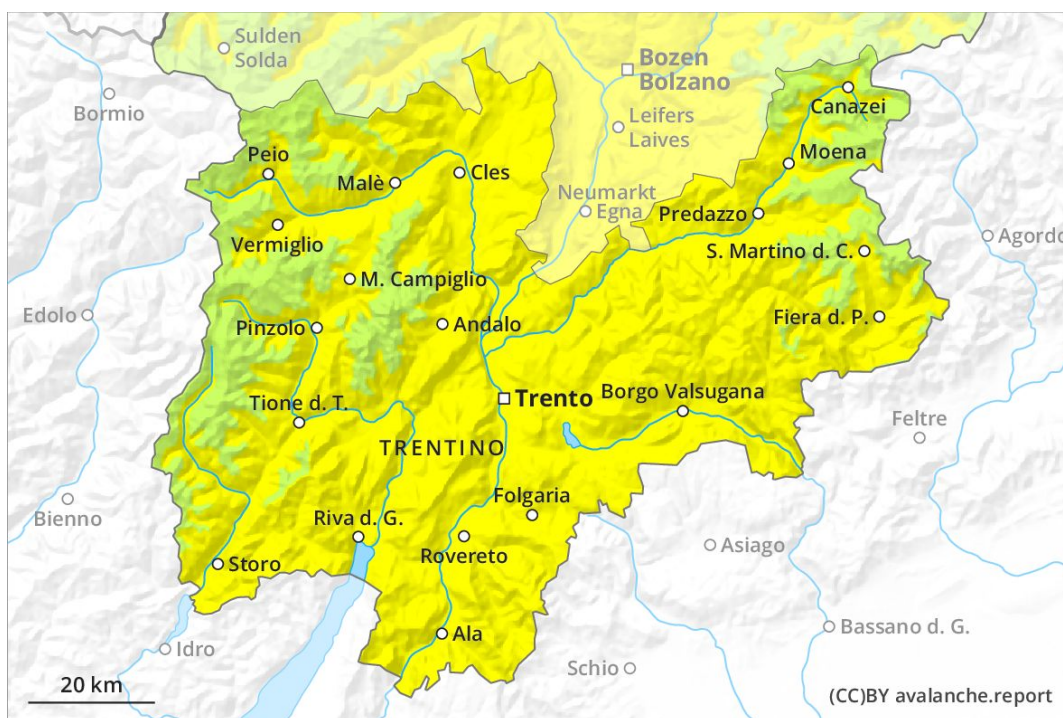 Sulden
Solda
Bozen
Bolzano
Bormio
Canazei
Leifers
Laives
Peio
Moena
Malè
Cles
Neumarkt
Egna
Predazzo
Vermiglio
Agordo
S. Martino d. C.
M. Campiglio
Edolo
Pinzolo
Andalo
Fiera d. P.
Trento
Borgo Valsugana
Tione d. T.
Feltre
TRENTINO
Folgaria
Bienno
Riva d. G.
Rovereto
Asiago
Storo
Ala
Bassano d. G.
Idro
Schio
20 km
(CC)BY avalanche.report